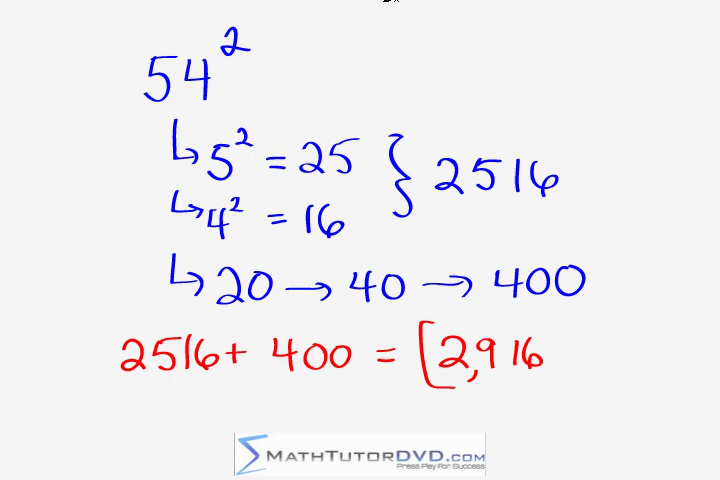 54²
↳ 5² = 25 } 2516
↳ 4² = 16
↳ 20 → 40 → 400
2516 + 400 = [2,916
MATHTUTORDVD.COM
Press Play For Success